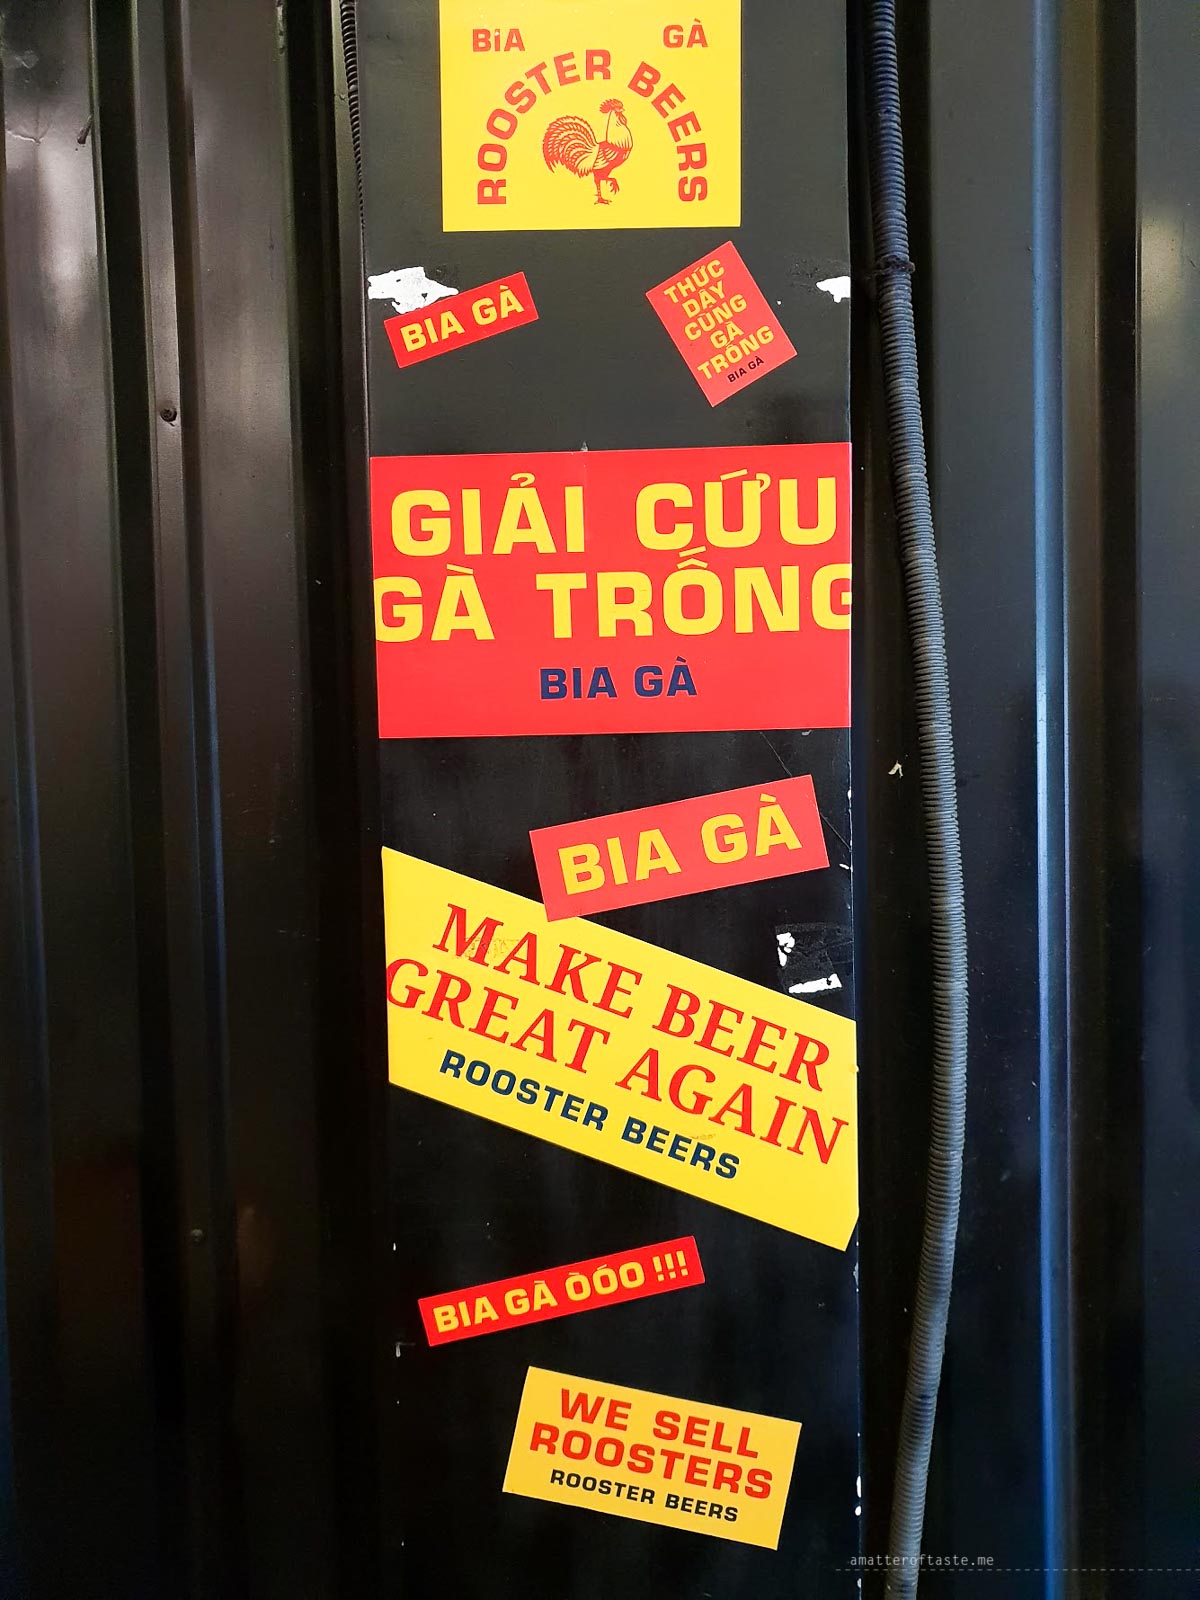 BIA GÀ
ROOSTER BEERS
BIA GÀ
THỨC
DẬY
CÙNG
GÀ
TRỐNG
BIA GÀ
GIẢI CỨU
GÀ TRỐNG
BIA GÀ
BIA GÀ
MAKE BEER
GREAT AGAIN
ROOSTER BEERS
BIA GÀ ÒÓO !!!
WE SELL
ROOSTERS
ROOSTER BEERS
amatteroftaste.me